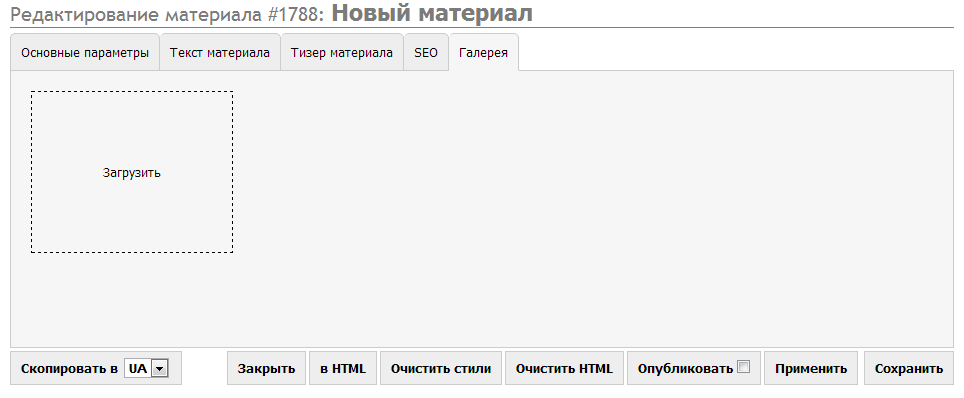 Редактирование материала #1788: Новый материал
Основные параметры Текст материала Тизер материала SEO Галерея
Загрузить
Скопировать в UA Закрыть в HTML Очистить стили Очистить HTML Опубликовать Применить Сохранить